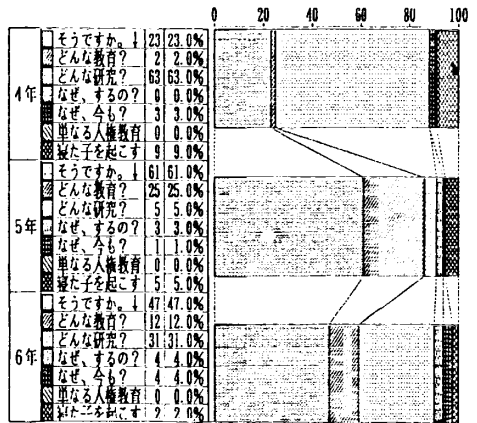 0 20 40 60 80 100
4年
そうですか。↓ 23 23.0%
どんな教育? 2 2.0%
どんな研究? 63 63.0%
なぜ、するの? 0 0.0%
なぜ、今も? 3 3.0%
単なる人権教育 0 0.0%
寝た子を起こす 9 9.0%
5年
そうですか。↓ 61 61.0%
どんな教育? 25 25.0%
どんな研究? 5 5.0%
なぜ、するの? 3 3.0%
なぜ、今も? 1 1.0%
単なる人権教育 0 0.0%
寝た子を起こす 5 5.0%
6年
そうですか。↓ 47 47.0%
どんな教育? 12 12.0%
どんな研究? 31 31.0%
なぜ、するの? 4 4.0%
なぜ、今も? 4 4.0%
単なる人権教育 0 0.0%
寝た子を起こす 2 2.0%